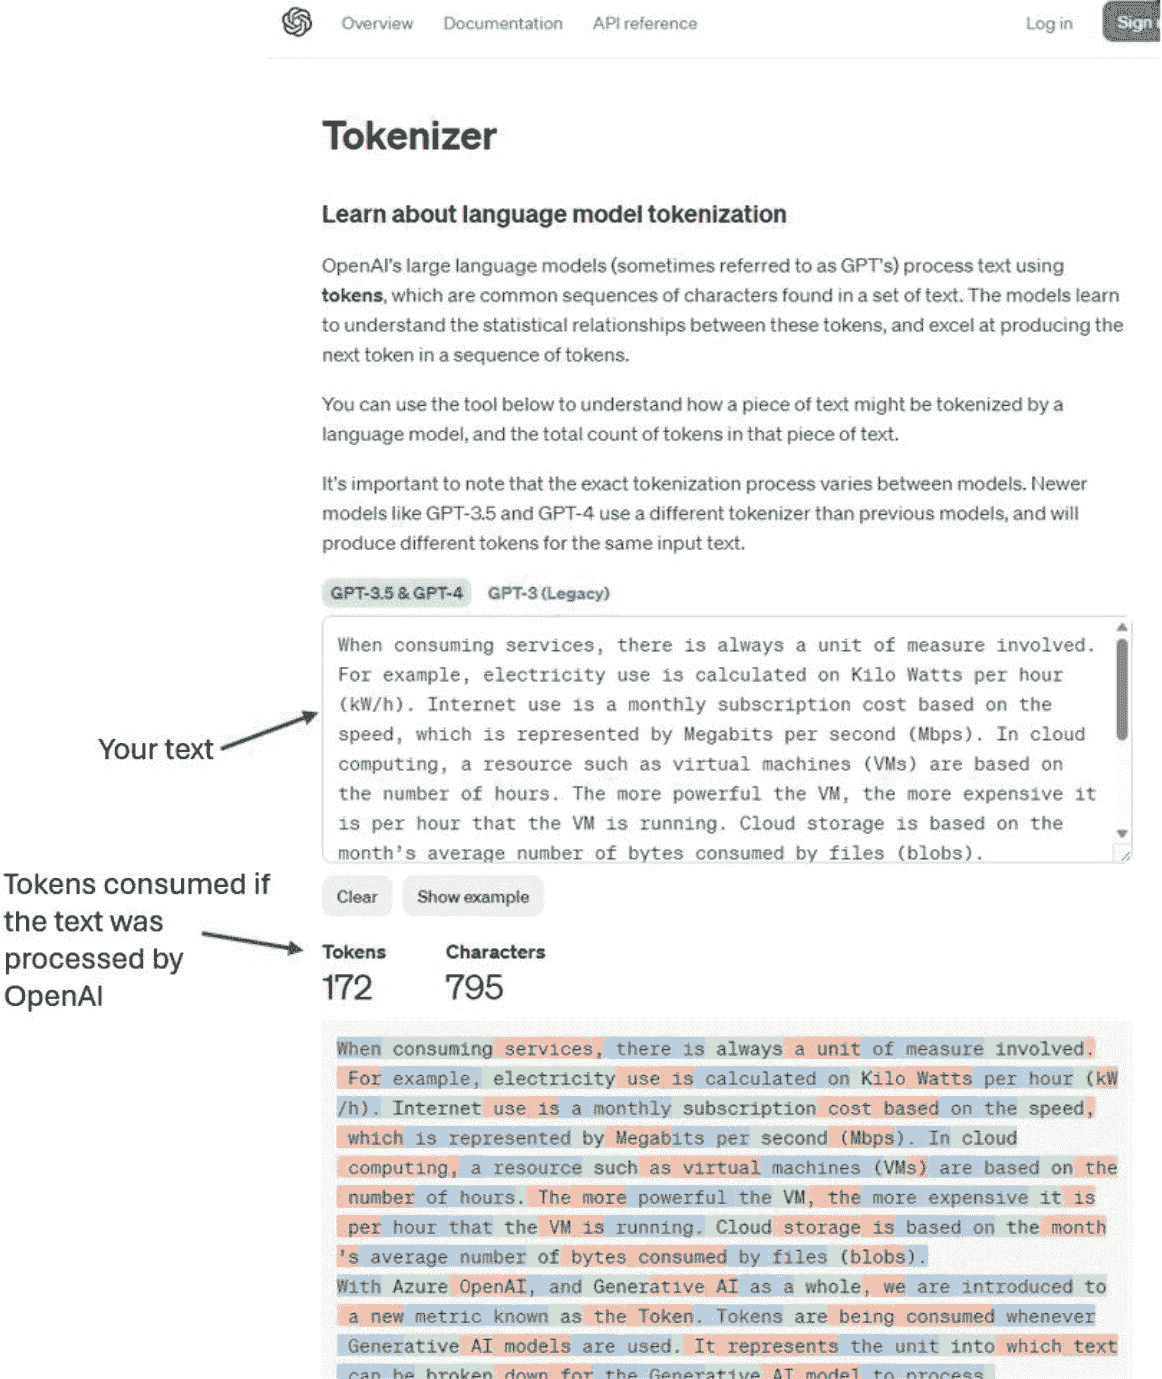 Overview Documentation API reference Log in Sign
Tokenizer
Learn about language model tokenization
OpenAI's large language models (sometimes referred to as GPT's) process text using
tokens, which are common sequences of characters found in a set of text. The models learn
to understand the statistical relationships between these tokens, and excel at producing the
next token in a sequence of tokens.
You can use the tool below to understand how a piece of text might be tokenized by a
language model, and the total count of tokens in that piece of text.
It's important to note that the exact tokenization process varies between models. Newer
models like GPT-3.5 and GPT-4 use a different tokenizer than previous models, and will
produce different tokens for the same input text.
GPT-3.5 & GPT-4 GPT-3 (Legacy)
When consuming services, there is always a unit of measure involved.
For example, electricity use is calculated on Kilo Watts per hour
(kW/h). Internet use is a monthly subscription cost based on the
speed, which is represented by Megabits per second (Mbps). In cloud
computing, a resource such as virtual machines (VMs) are based on
the number of hours. The more powerful the VM, the more expensive it
is per hour that the VM is running. Cloud storage is based on the
month's average number of bytes consumed by files (blobs).
Your text
Clear Show example
Tokens consumed if
the text was
processed by
OpenAI
Tokens Characters
172 795
When consuming services, there is always a unit of measure involved.
For example, electricity use is calculated on Kilo Watts per hour (kW
/h). Internet use is a monthly subscription cost based on the speed,
which is represented by Megabits per second (Mbps). In cloud
computing, a resource such as virtual machines (VMs) are based on the
number of hours. The more powerful the VM, the more expensive it is
per hour that the VM is running. Cloud storage is based on the month
's average number of bytes consumed by files (blobs).
With Azure OpenAI, and Generative AI as a whole, we are introduced to
a new metric known as the Token. Tokens are being consumed whenever
Generative AI models are used. It represents the unit into which text
can be broken down for the Generative AI model to process